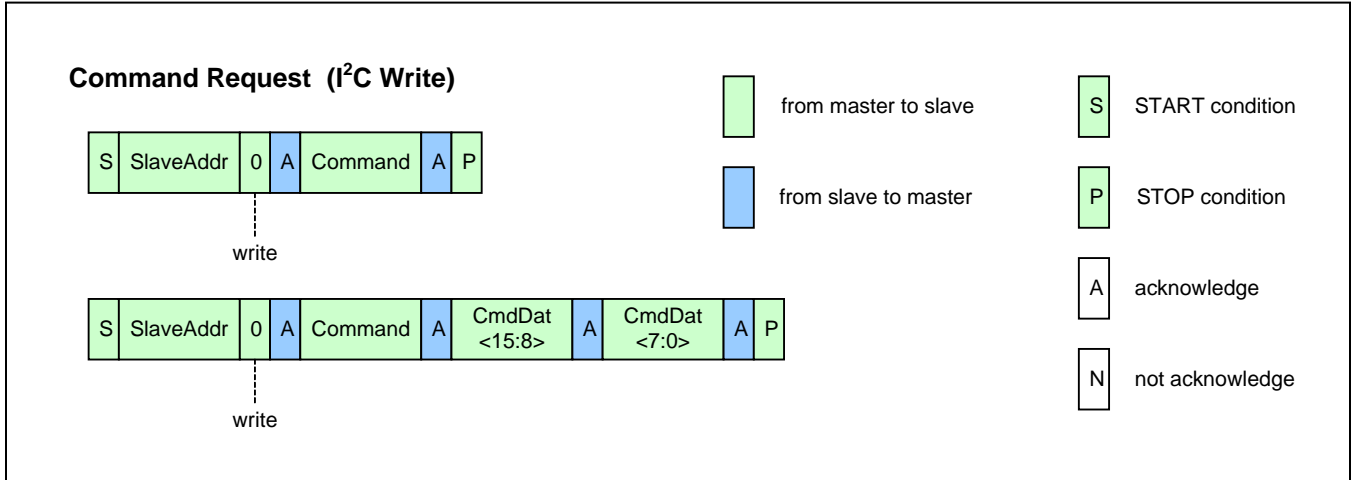 Command Request (I²C Write)
S SlaveAddr 0 A Command A P
write
S SlaveAddr 0 A Command A CmdDat <15:8> A CmdDat <7:0> A P
write
from master to slave
from slave to master
S START condition
P STOP condition
A acknowledge
N not acknowledge